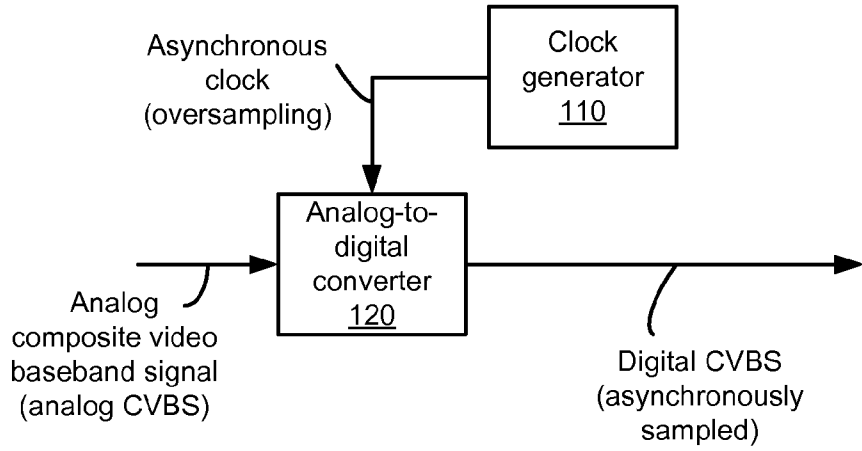 Asynchronous
clock
(oversampling)
Clock
generator
110
Analog-to-
digital
converter
120
Analog
composite video
baseband signal
(analog CVBS)
Digital CVBS
(asynchronously
sampled)